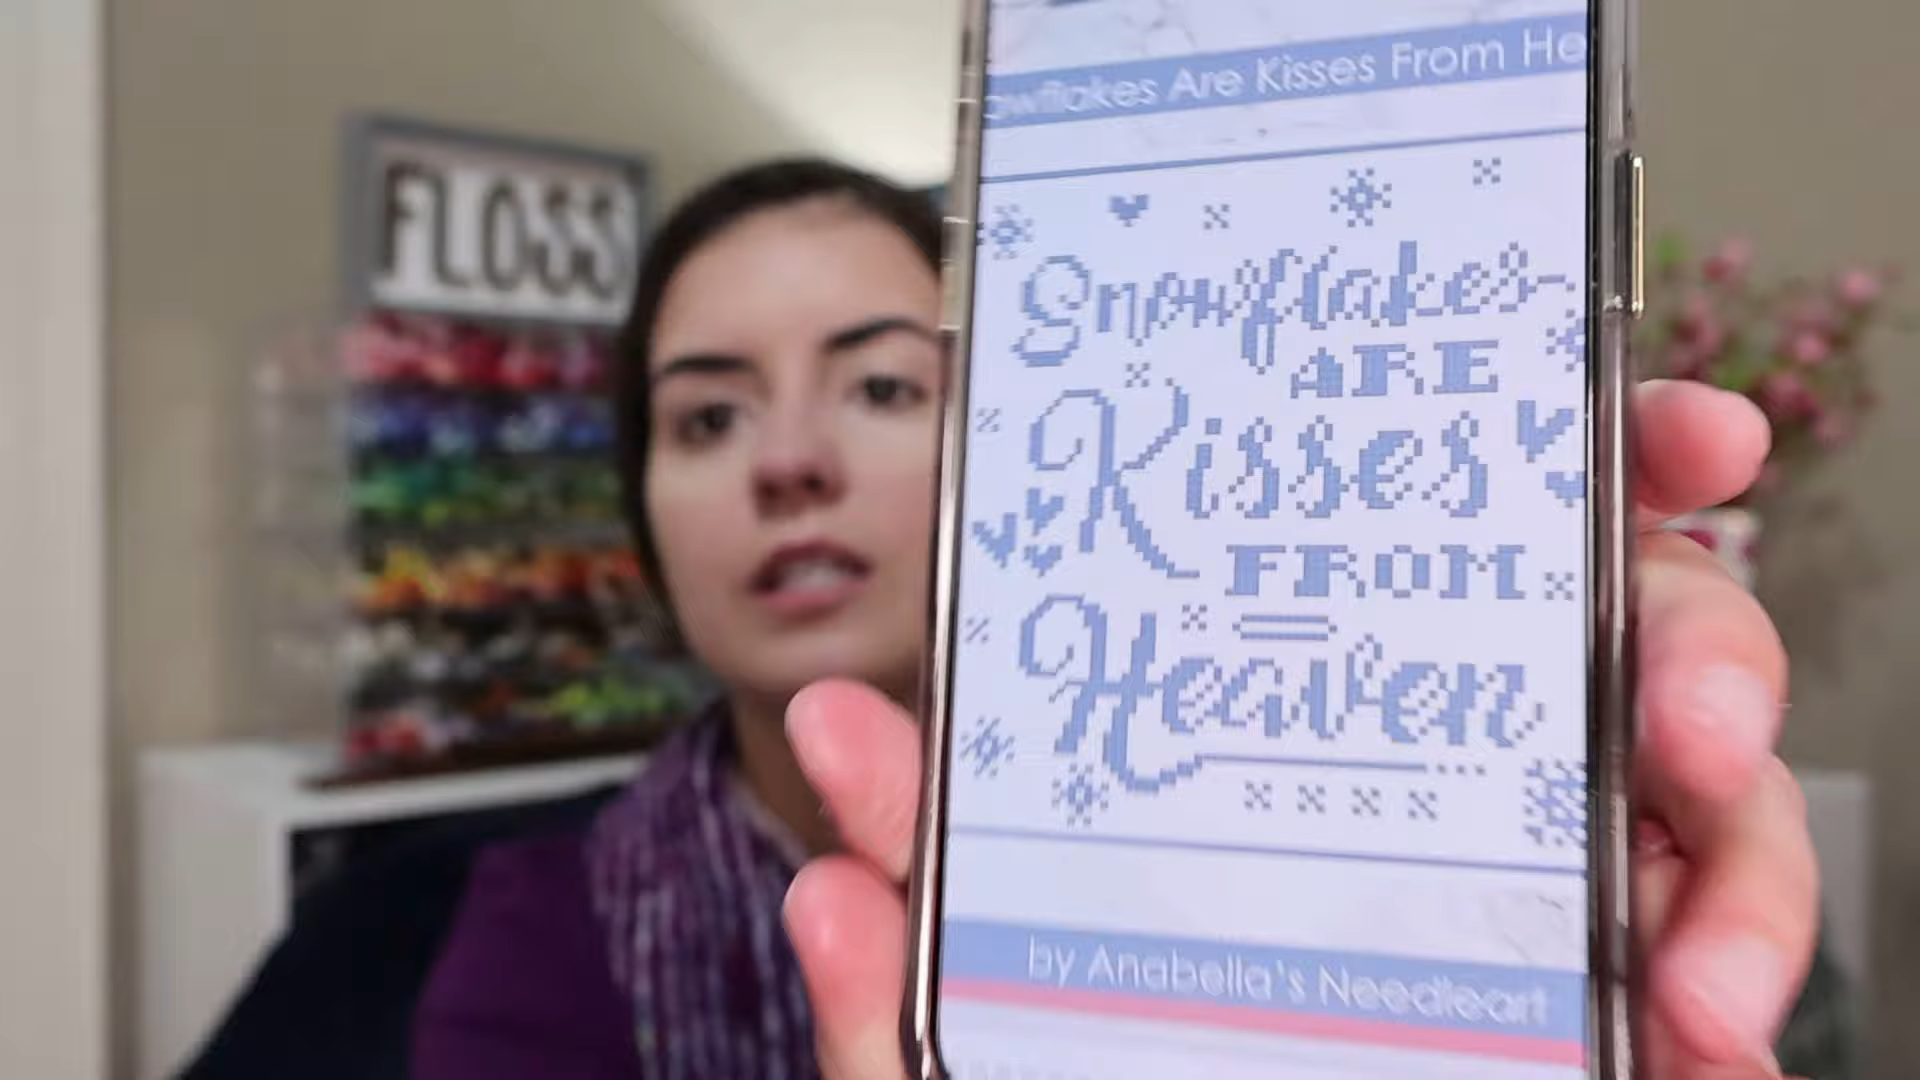 FLOSS
owflakes Are Kisses From He
Snowflakes
ARE
Kisses
FROM
Heaven
by Anabella's Needleart